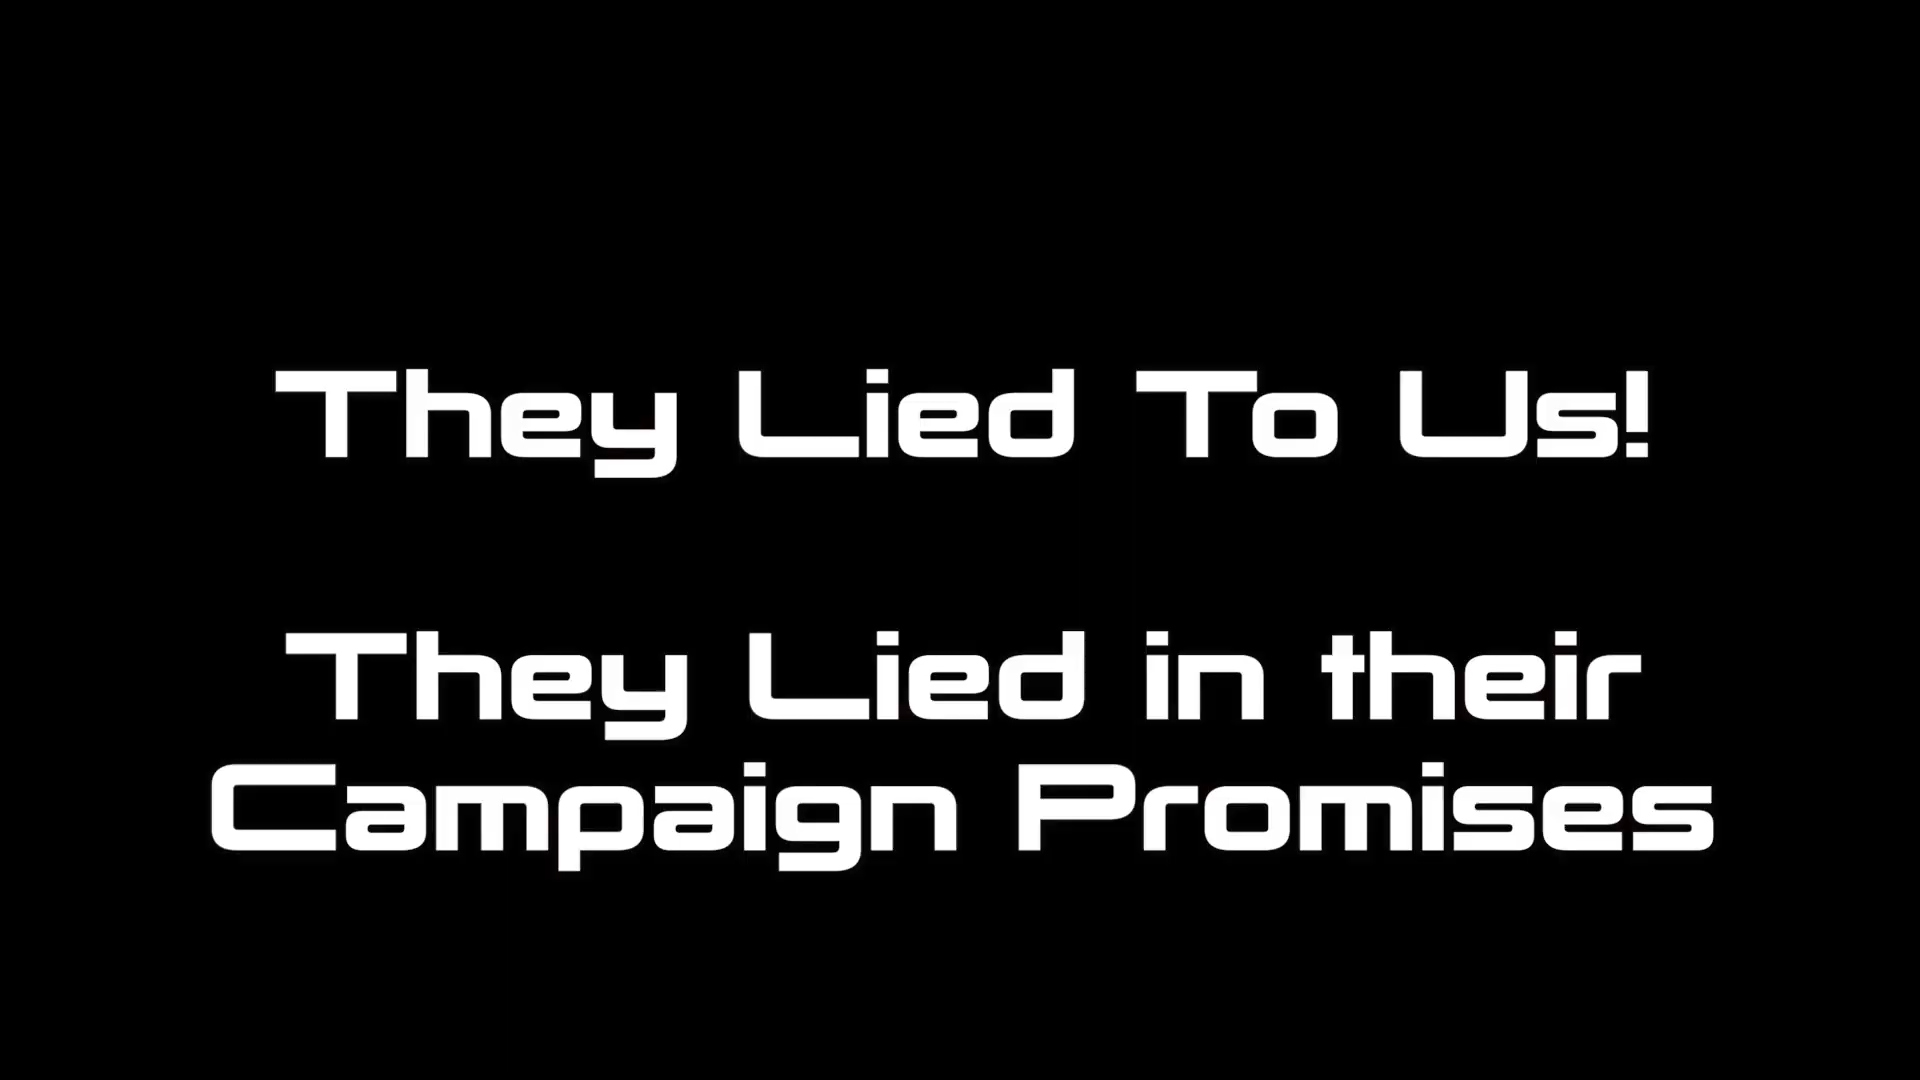 They Lied To Us!
They Lied in their
Campaign Promises